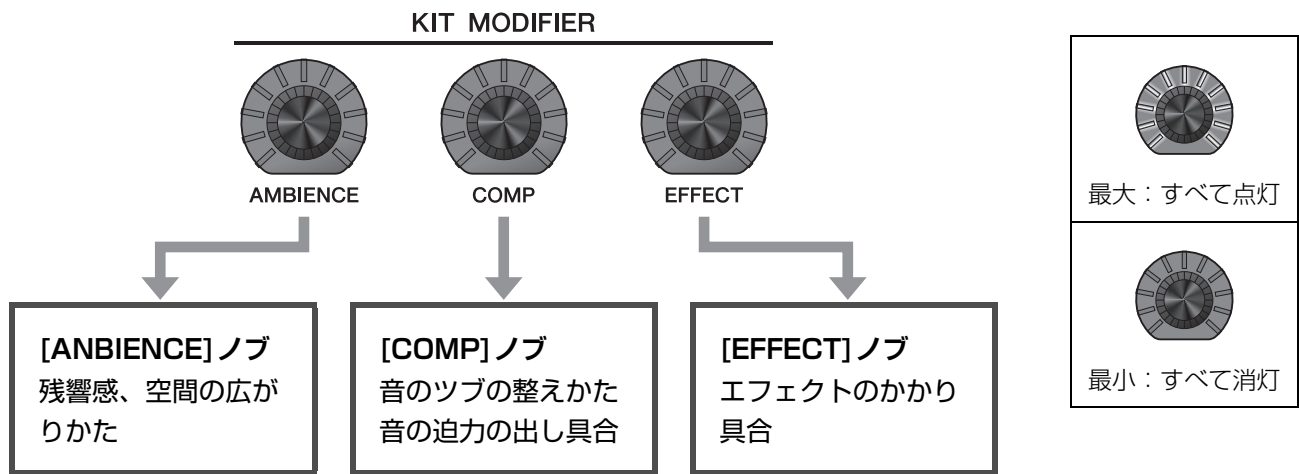 KIT MODIFIER
AMBIENCE
COMP
EFFECT
[ANBIENCE]ノブ
残響感、空間の広が
りかた
[COMP]ノブ
音のツブの整えかた
音の迫力の出し具合
[EFFECT]ノブ
エフェクトのかかり
具合
最大：すべて点灯
最小：すべて消灯